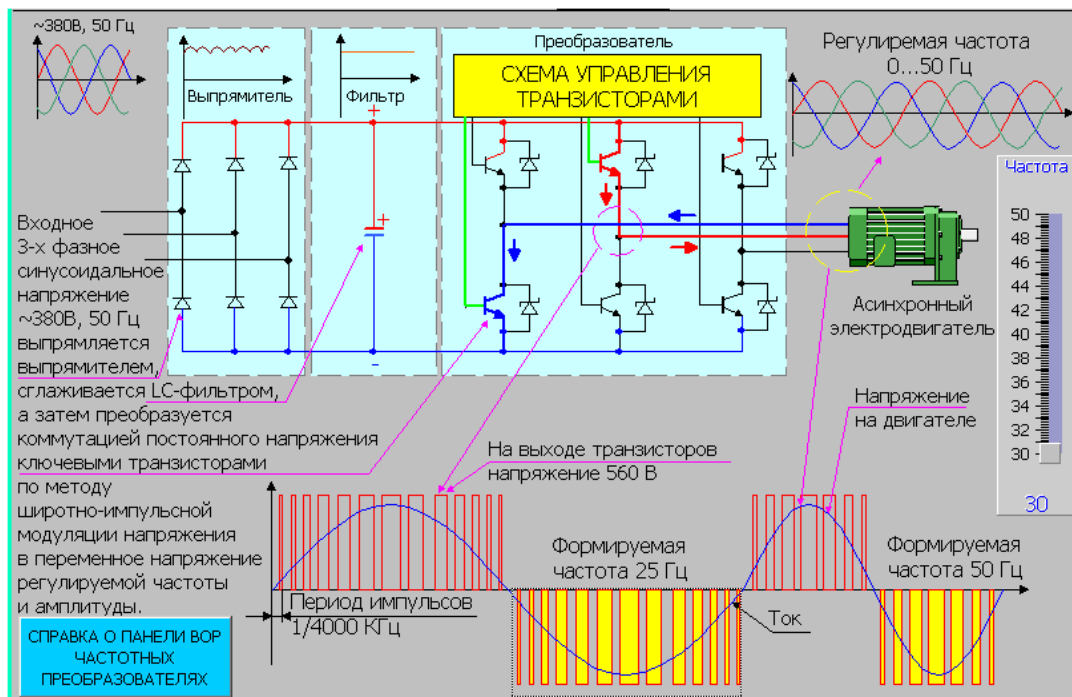 ~380В, 50 Гц
Выпрямитель
Фильтр
Преобразователь
СХЕМА УПРАВЛЕНИЯ
ТРАНЗИСТОРАМИ
Регулиремая частота
0...50 Гц
+
+
-
Входное
3-х фазное
синусоидальное
напряжение
~380В, 50 Гц
выпрямляется
выпрямителем,
сглаживается LC-фильтром,
а затем преобразуется
коммутацией постоянного напряжения
ключевыми транзисторами
по методу
широтно-импульсной
модуляции напряжения
в переменное напряжение
регулируемой частоты
и амплитуды.
Асинхронный
электродвигатель
Частота
50
48
46
44
42
40
38
36
34
32
30
30
Напряжение
на двигателе
На выходе транзисторов
напряжение 560 В
Формируемая
частота 25 Гц
Формируемая
частота 50 Гц
Период импульсов
1/4000 КГц
Ток
СПРАВКА О ПАНЕЛИ ВОР
ЧАСТОТНЫХ
ПРЕОБРАЗОВАТЕЛЯХ